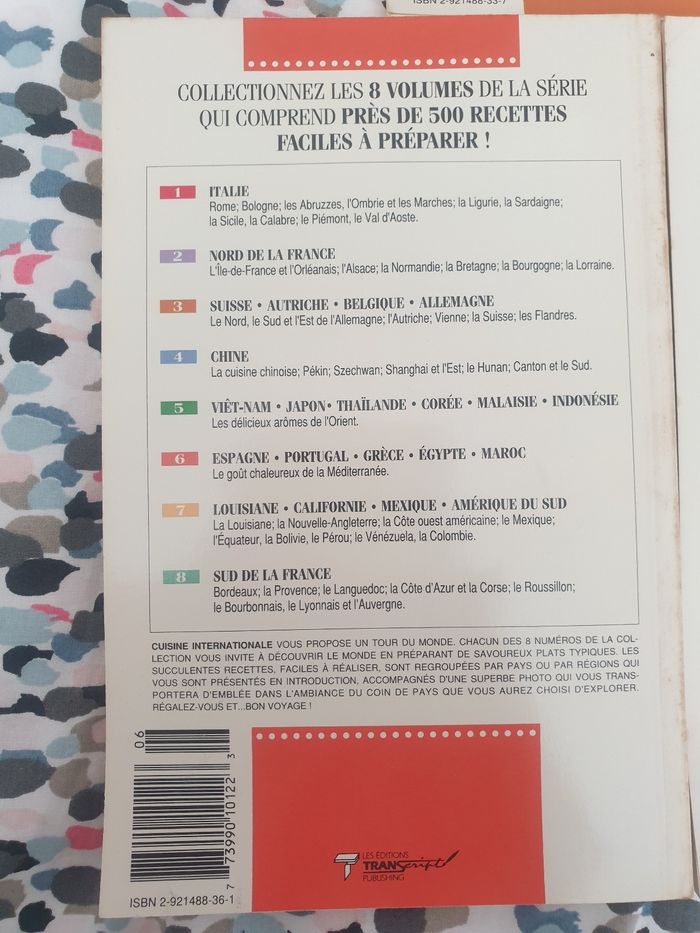 ISBN 2-921488-33-7
COLLECTIONNEZ LES 8 VOLUMES DE LA SÉRIE
QUI COMPREND PRÈS DE 500 RECETTES
FACILES À PRÉPARER !
1 ITALIE
Rome; Bologne; les Abruzzes, l'Ombrie et les Marches; la Ligurie, la Sardaigne;
la Sicile, la Calabre; le Piémont, le Val d'Aoste.
2 NORD DE LA FRANCE
L'Île-de-France et l'Orléanais; l'Alsace; la Normandie; la Bretagne; la Bourgogne; la Lorraine.
3 SUISSE • AUTRICHE • BELGIQUE • ALLEMAGNE
Le Nord, le Sud et l'Est de l'Allemagne; l'Autriche; Vienne; la Suisse; les Flandres.
4 CHINE
La cuisine chinoise; Pékin; Szechwan; Shanghai et l'Est; le Hunan; Canton et le Sud.
5 VIÊT-NAM • JAPON• THAÏLANDE • CORÉE • MALAISIE • INDONÉSIE
Les délicieux arômes de l'Orient.
6 ESPAGNE • PORTUGAL • GRÈCE • ÉGYPTE • MAROC
Le goût chaleureux de la Méditerranée.
7 LOUISIANE • CALIFORNIE • MEXIQUE • AMÉRIQUE DU SUD
La Louisiane; la Nouvelle-Angleterre; la Côte ouest américaine; le Mexique;
l'Équateur, la Bolivie, le Pérou; le Vénézuela, la Colombie.
8 SUD DE LA FRANCE
Bordeaux; la Provence; le Languedoc; la Côte d'Azur et la Corse; le Roussillon;
le Bourbonnais, le Lyonnais et l'Auvergne.
CUISINE INTERNATIONALE VOUS PROPOSE UN TOUR DU MONDE. CHACUN DES 8 NUMÉROS DE LA COL-
LECTION VOUS INVITE À DÉCOUVRIR LE MONDE EN PRÉPARANT DE SAVOUREUX PLATS TYPIQUES. LES
SUCCULENTES RECETTES, FACILES À RÉALISER, SONT REGROUPÉES PAR PAYS OU PAR RÉGIONS QUI
VOUS SONT PRÉSENTÉS EN INTRODUCTION, ACCOMPAGNÉS D'UNE SUPERBE PHOTO QUI VOUS TRANS-
PORTERA D'EMBLÉE DANS L'AMBIANCE DU COIN DE PAYS QUE VOUS AUREZ CHOISI D'EXPLORER.
RÉGALEZ-VOUS ET...BON VOYAGE !
06
7 73990 10122 3
ISBN 2-921488-36-1
LES ÉDITIONS
TRANScript
PUBLISHING